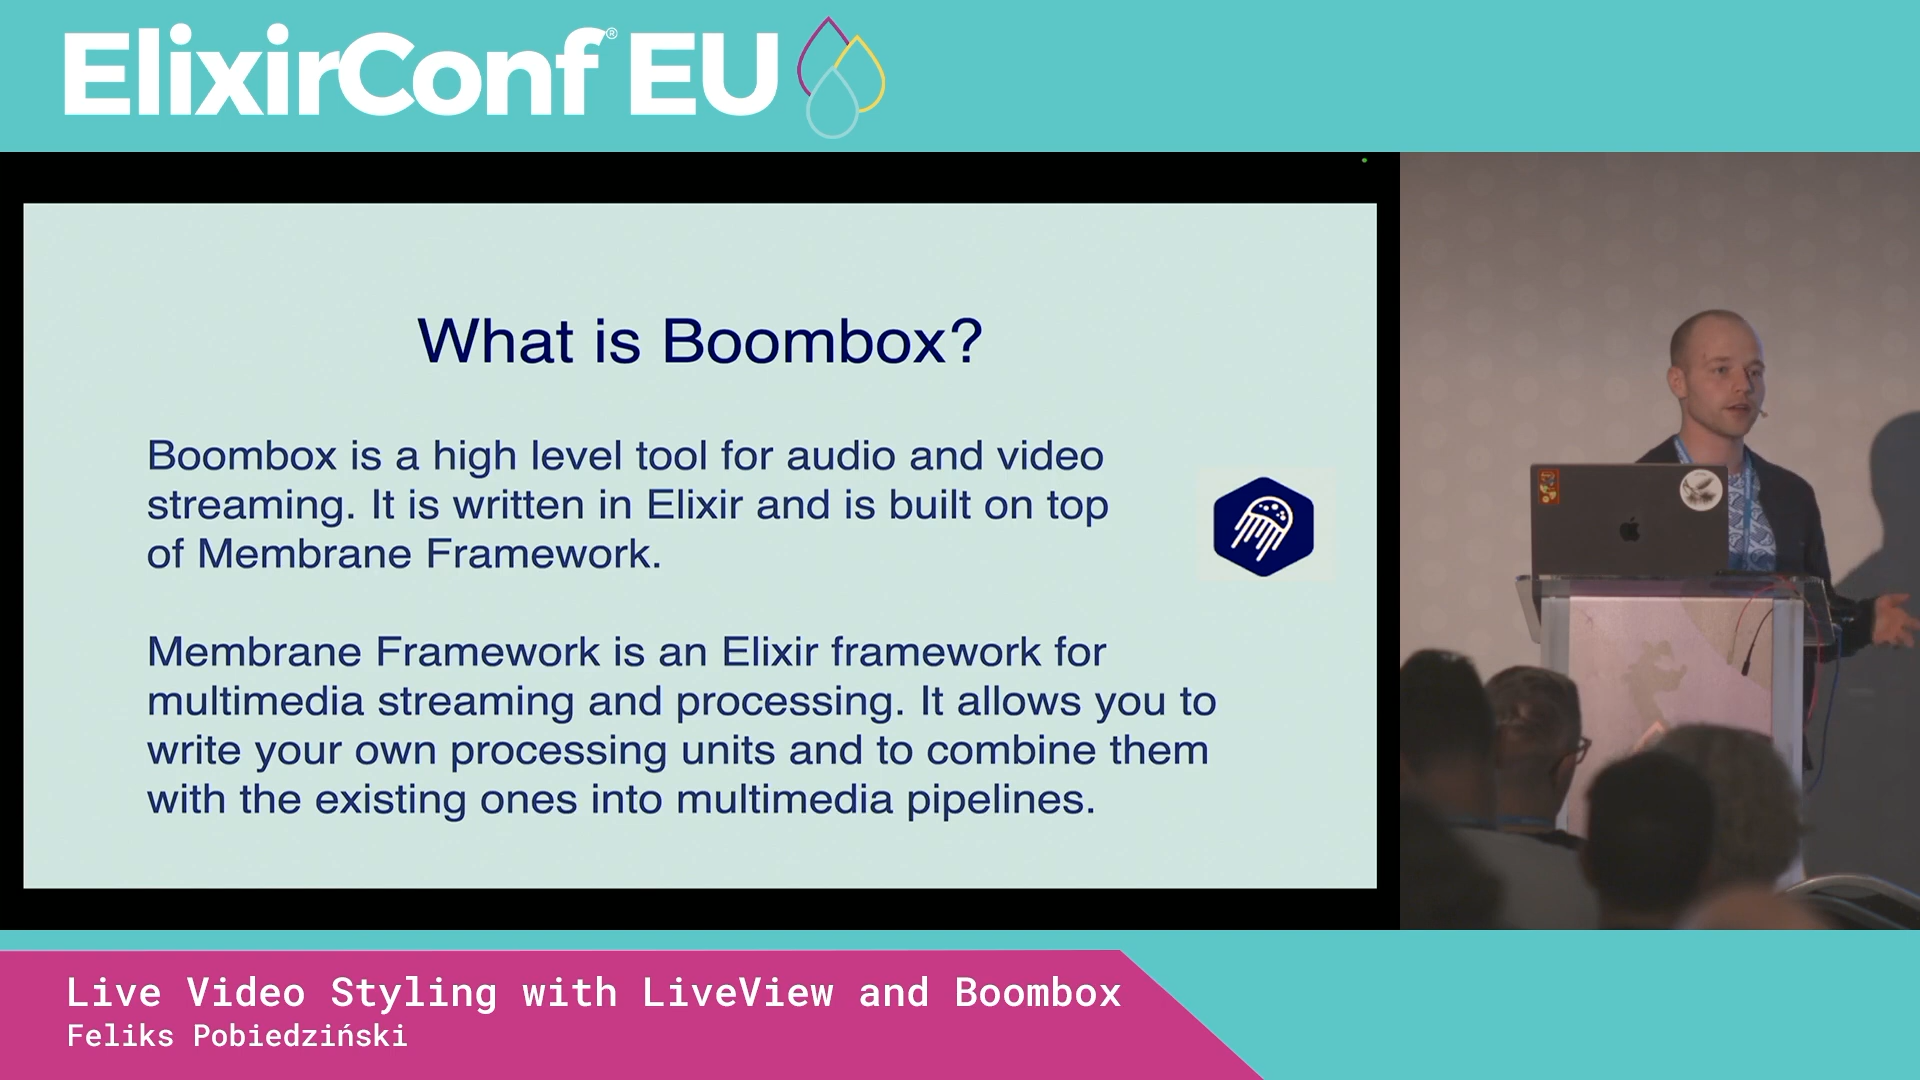 ElixirConf® EU
What is Boombox?
Boombox is a high level tool for audio and video
streaming. It is written in Elixir and is built on top
of Membrane Framework.
Membrane Framework is an Elixir framework for
multimedia streaming and processing. It allows you to
write your own processing units and to combine them
with the existing ones into multimedia pipelines.
Live Video Styling with LiveView and Boombox
Feliks Pobiedziński